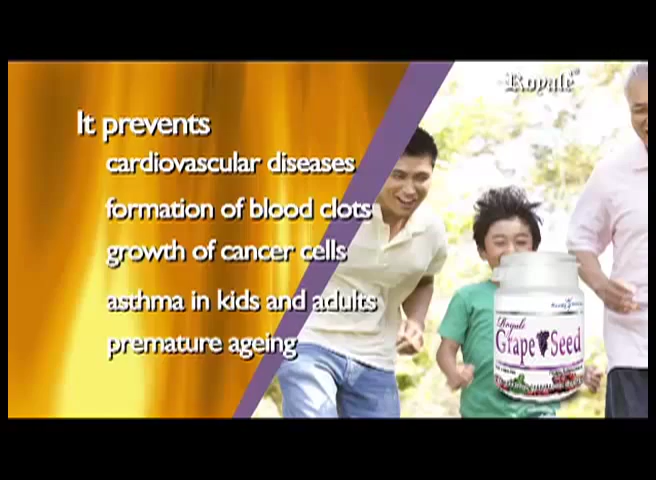 Royale
It prevents
cardiovascular diseases
formation of blood clots
growth of cancer cells
asthma in kids and adults
premature ageing
Royale
Grape Seed